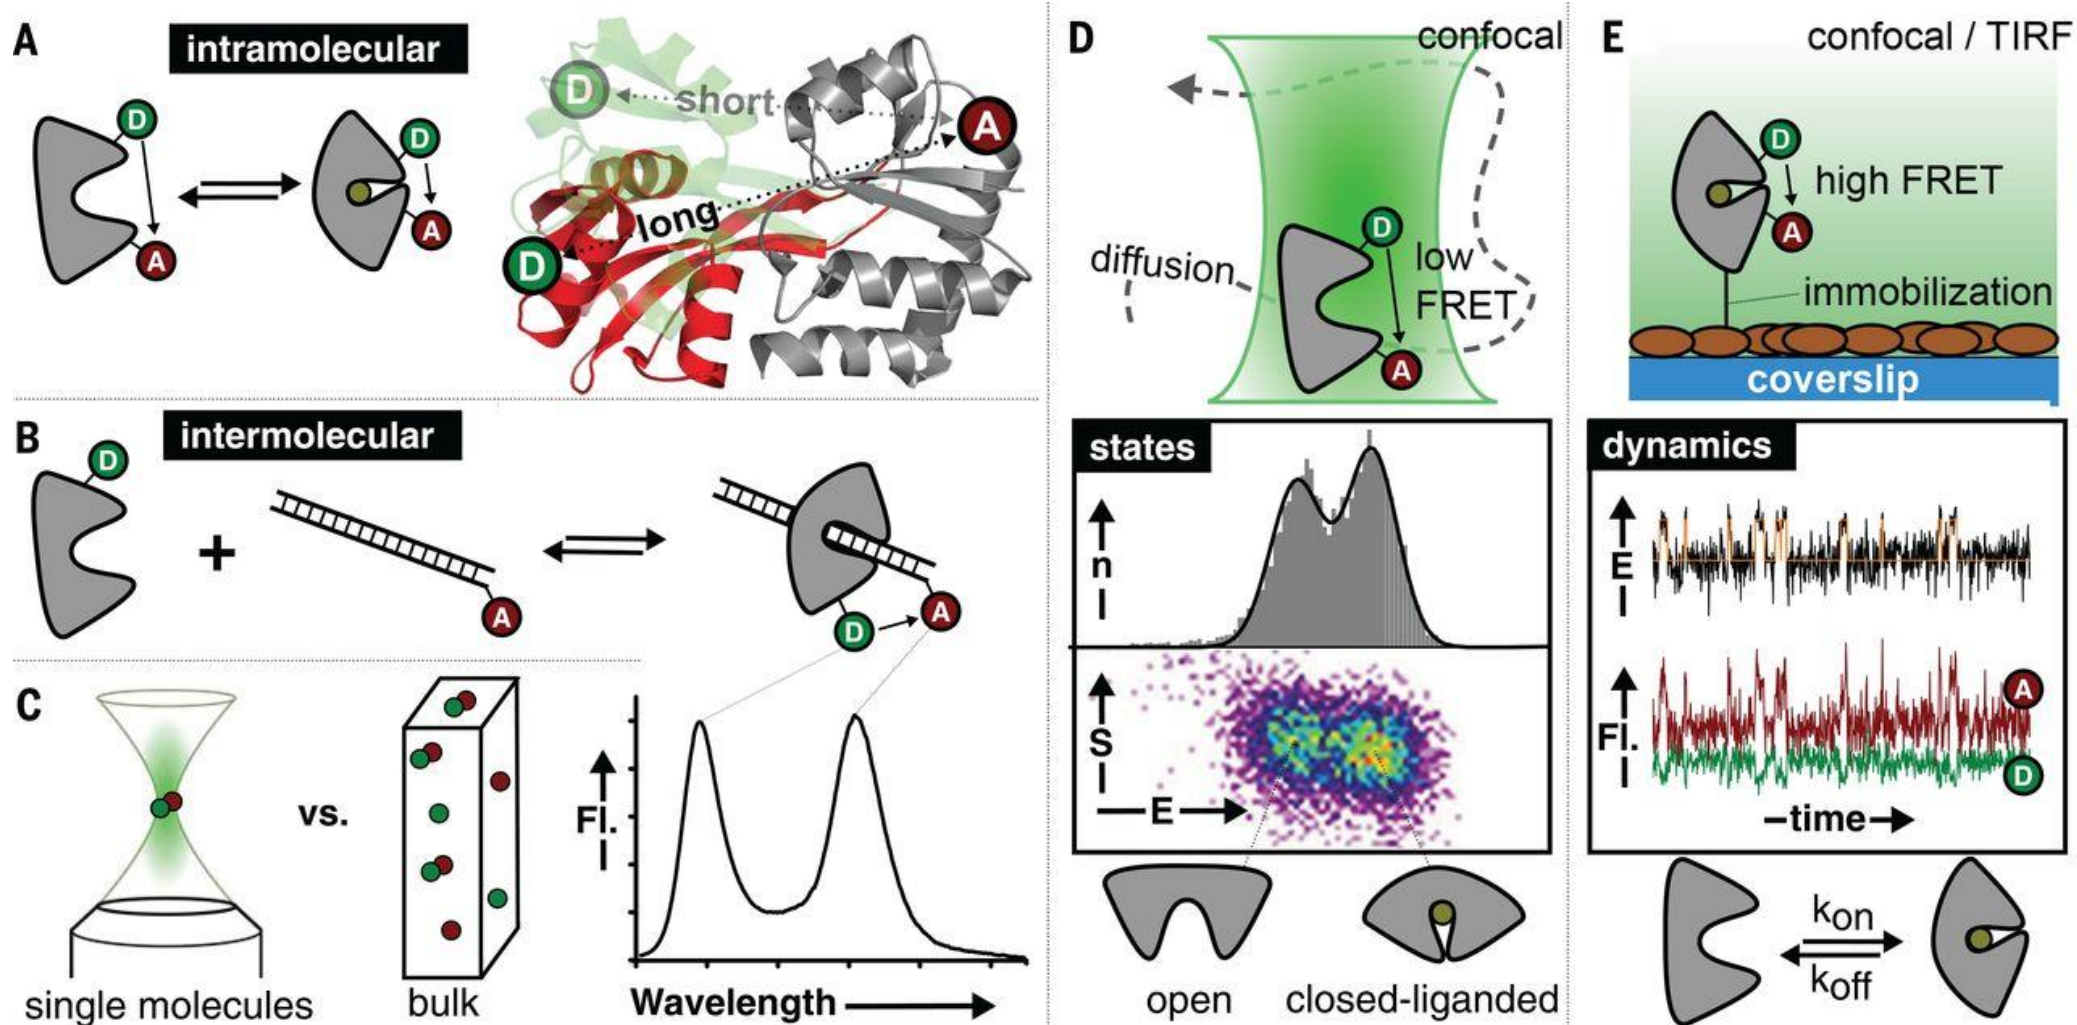 A
intramolecular
D
A
D
A
D
short
A
long
D
B
intermolecular
D
+
A
D
A
C
vs.
single molecules
bulk
Fl.
Wavelength
D
confocal
diffusion
D
low
FRET
A
states
n
S
E
open
closed-liganded
E
confocal / TIRF
D
high FRET
A
immobilization
coverslip
dynamics
E
Fl.
A
D
time
kon
koff